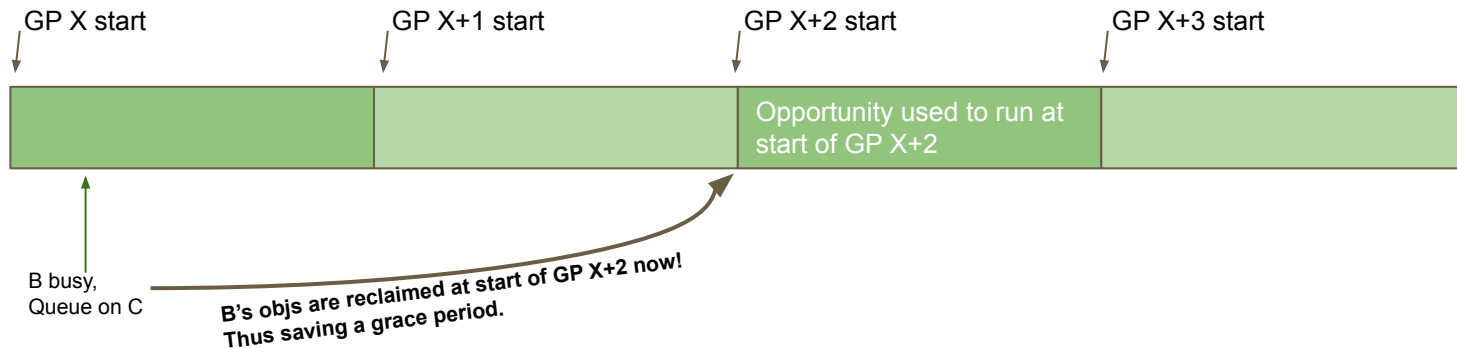 GP X start
GP X+1 start
GP X+2 start
GP X+3 start
Opportunity used to run at
start of GP X+2
B busy,
Queue on C
B's objs are reclaimed at start of GP X+2 now!
Thus saving a grace period.